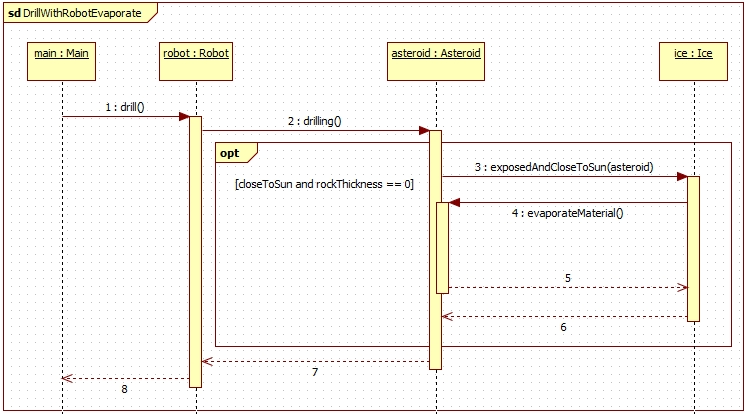 sd DrillWithRobotEvaporate
main : Main
robot : Robot
asteroid : Asteroid
ice : Ice
1 : drill()
2 : drilling()
opt
3 : exposedAndCloseToSun(asteroid)
[closeToSun and rockThickness == 0]
4 : evaporateMaterial()
5
6
7
8